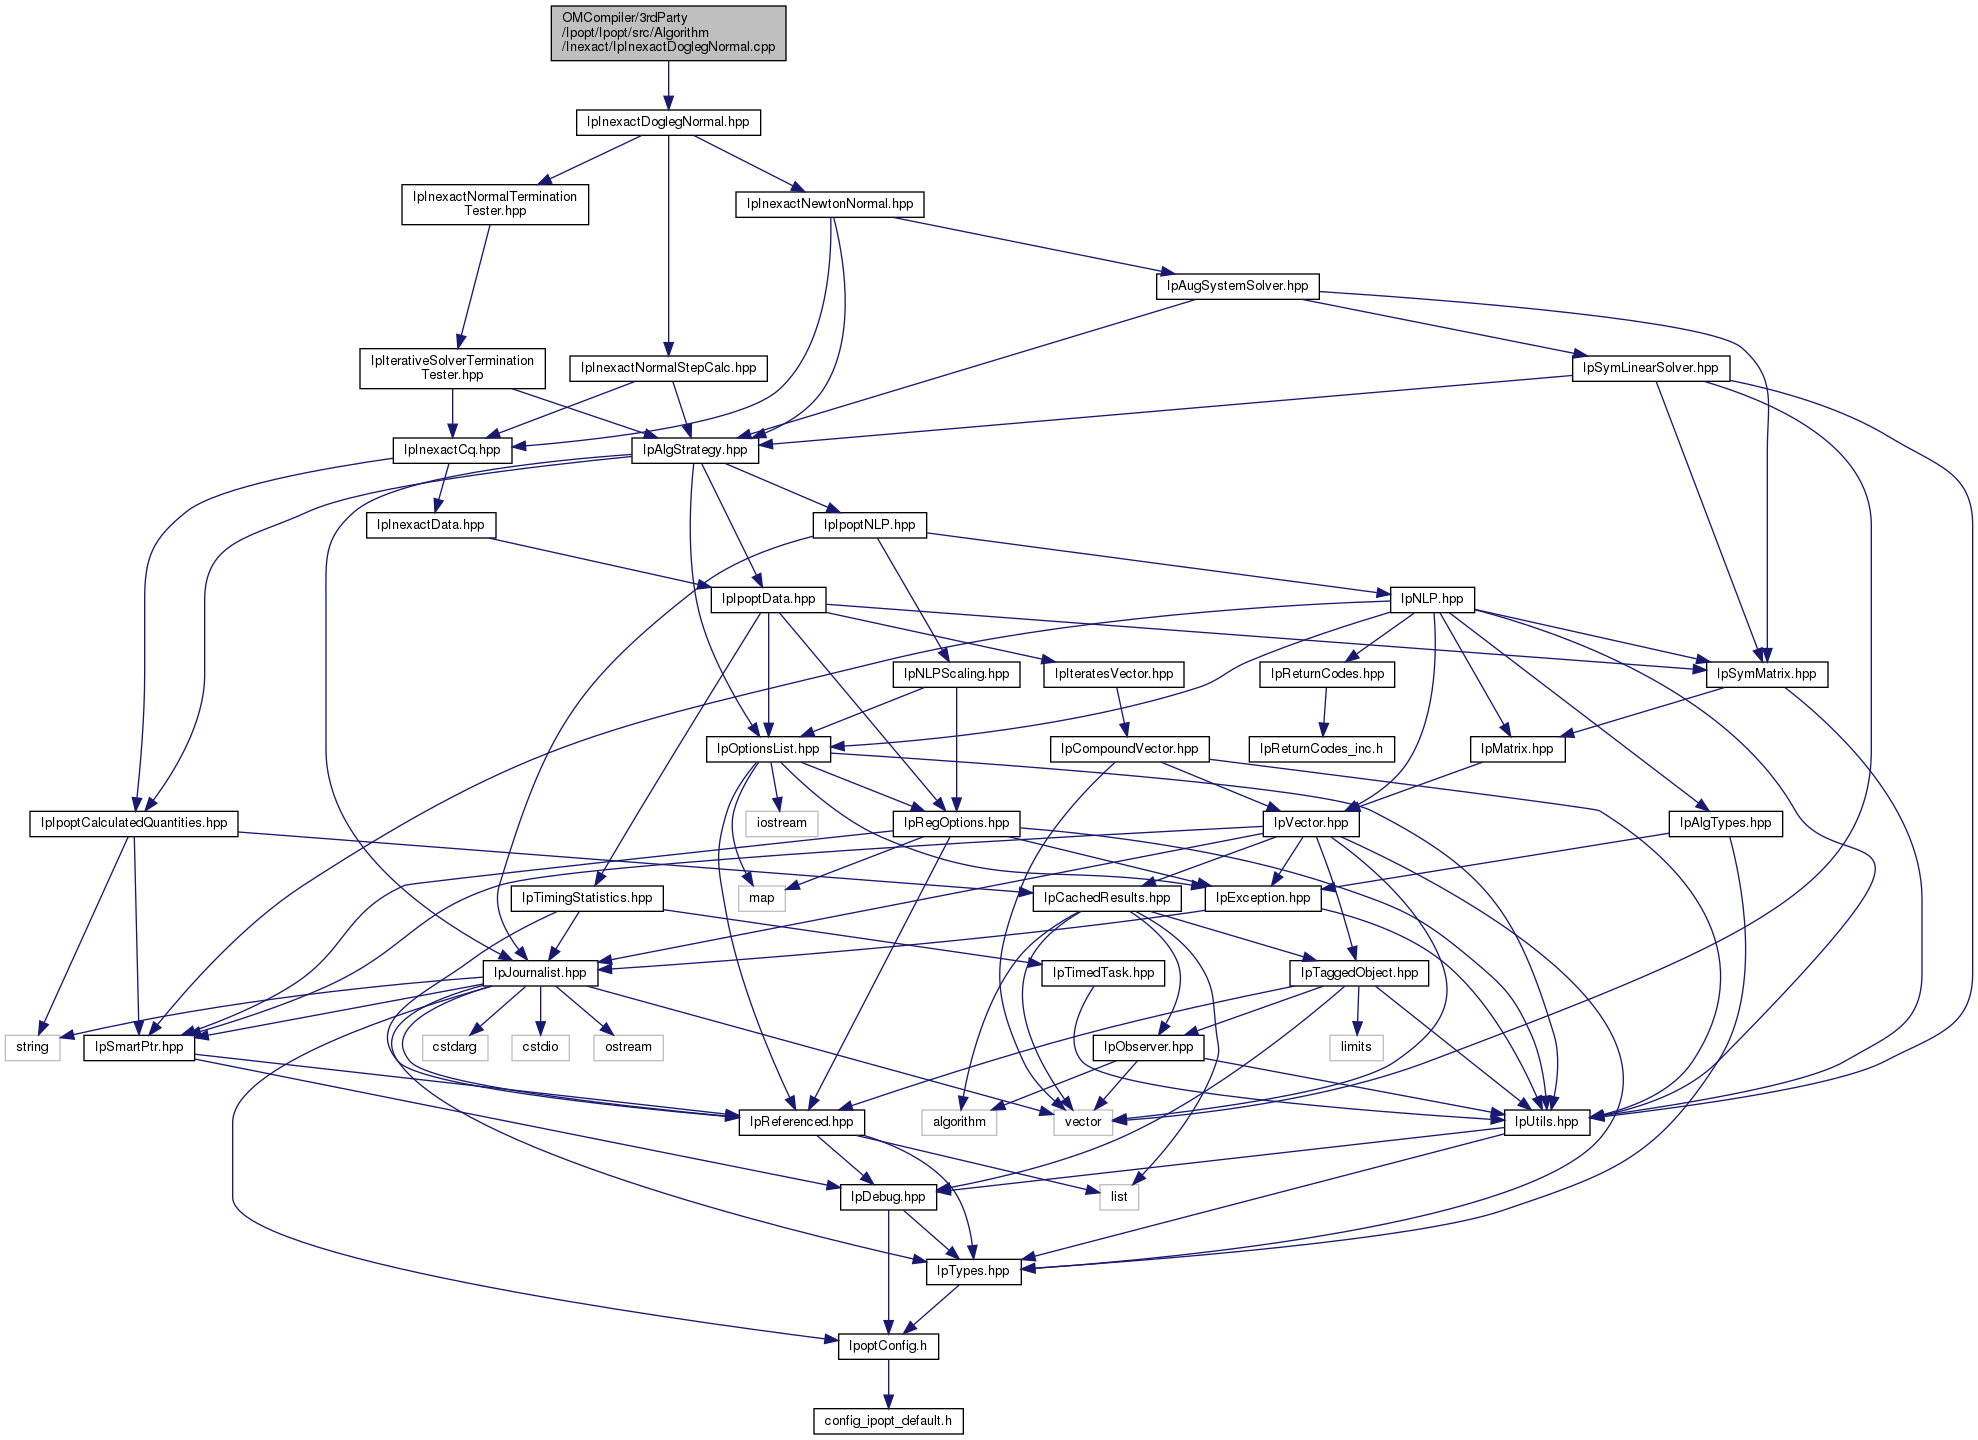 OMCompiler/3rdParty
/Ipopt/Ipopt/src/Algorithm
/Inexact/IpInexactDoglegNormal.cpp
IpInexactDoglegNormal.hpp
IpInexactNormalTermination
Tester.hpp
IpInexactNewtonNormal.hpp
IpAugSystemSolver.hpp
IpIterativeSolverTermination
Tester.hpp
IpInexactNormalStepCalc.hpp
IpSymLinearSolver.hpp
IpInexactCq.hpp
IpAlgStrategy.hpp
IpInexactData.hpp
IpIpoptNLP.hpp
IpIpoptData.hpp
IpNLP.hpp
IpNLPScaling.hpp
IpIteratesVector.hpp
IpReturnCodes.hpp
IpSymMatrix.hpp
IpOptionsList.hpp
IpCompoundVector.hpp
IpReturnCodes_inc.h
IpMatrix.hpp
IpIpoptCalculatedQuantities.hpp
iostream
IpRegOptions.hpp
IpVector.hpp
IpAlgTypes.hpp
IpTimingStatistics.hpp
map
IpCachedResults.hpp
IpException.hpp
IpJournalist.hpp
IpTimedTask.hpp
IpTaggedObject.hpp
string
IpSmartPtr.hpp
cstdarg
cstdio
ostream
IpObserver.hpp
limits
IpReferenced.hpp
algorithm
vector
IpUtils.hpp
IpDebug.hpp
list
IpTypes.hpp
IpoptConfig.h
config_ipopt_default.h